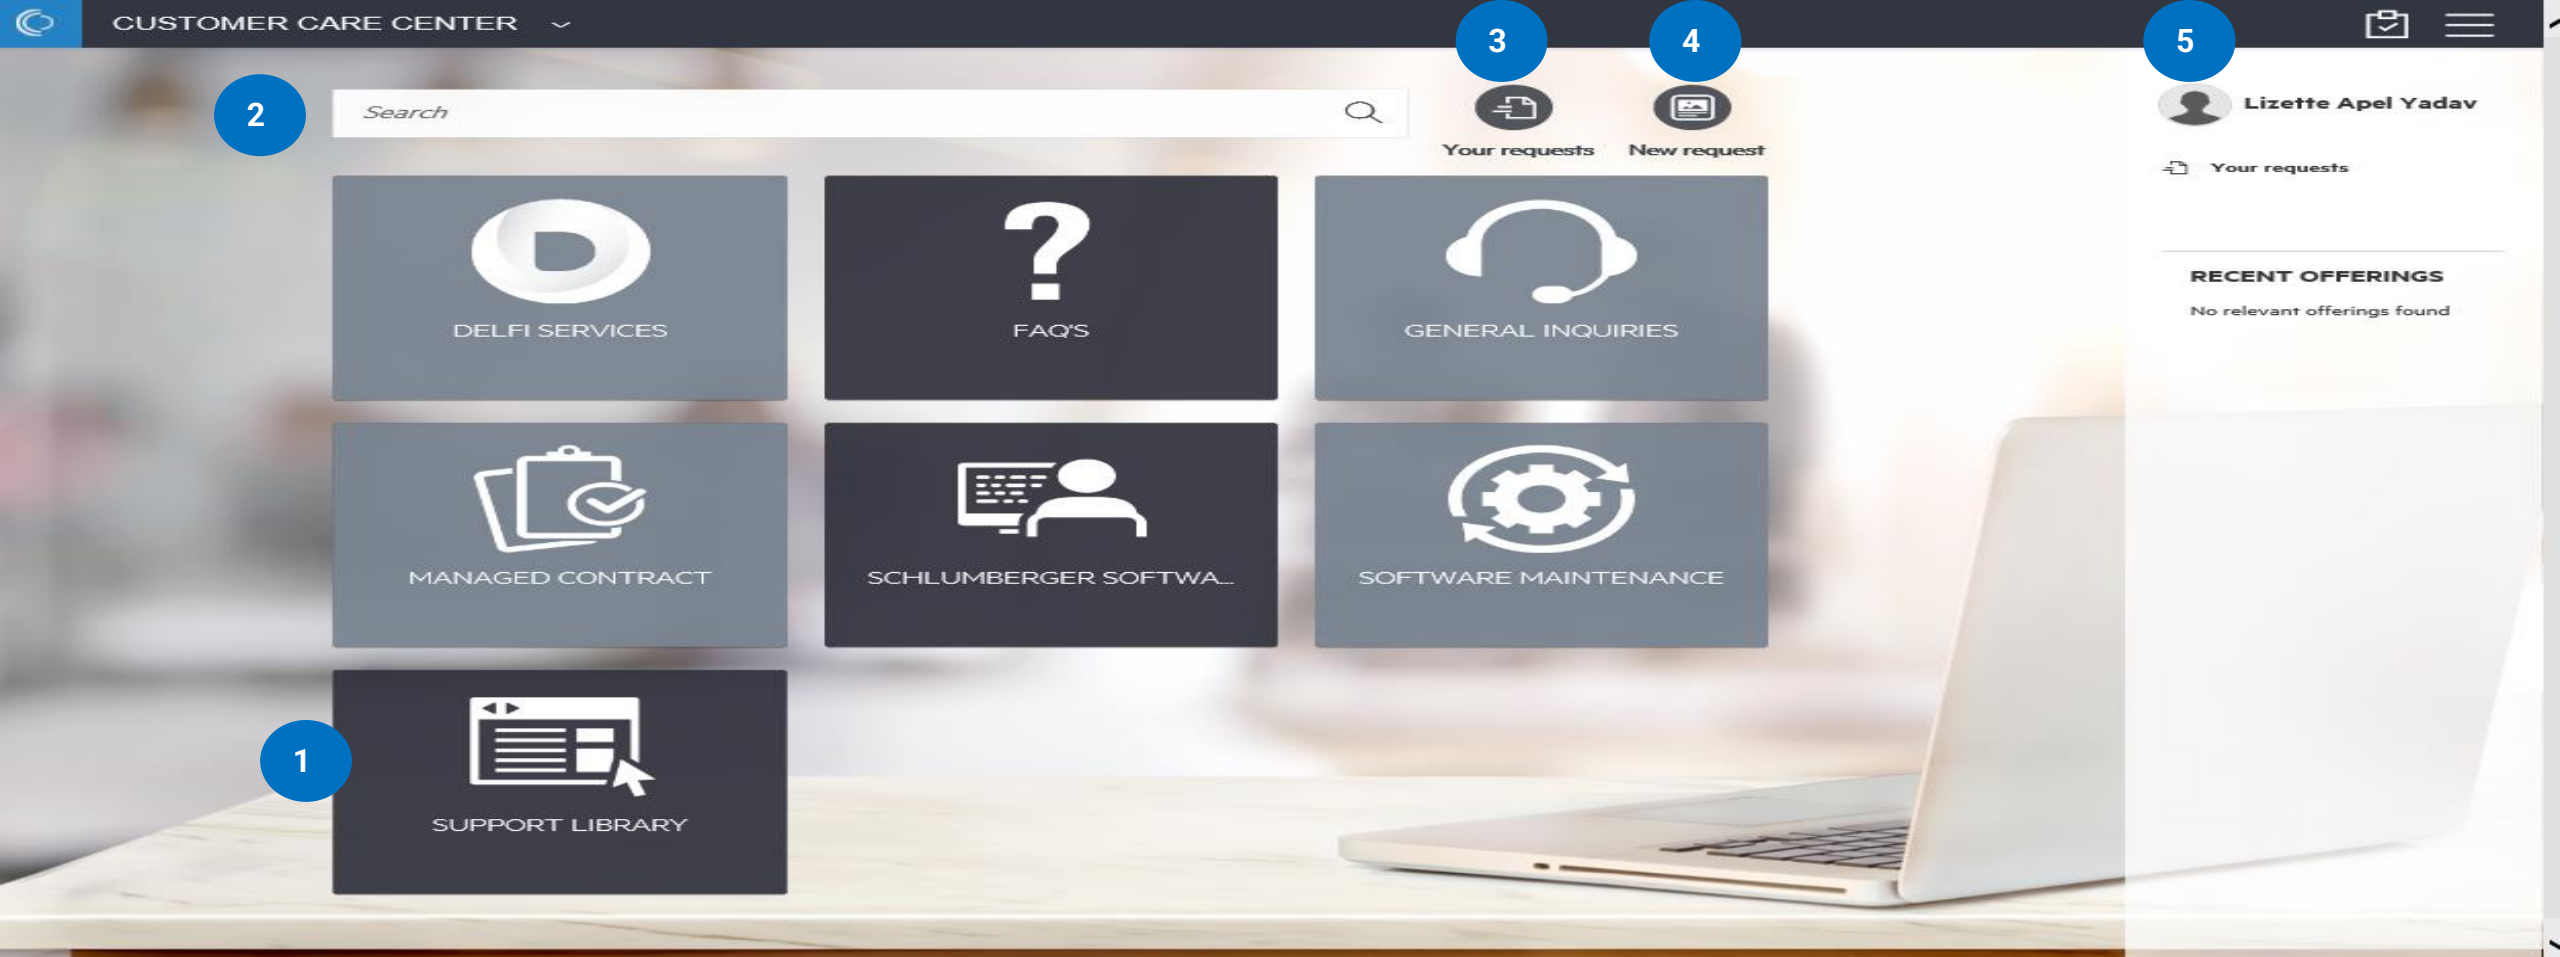 CUSTOMER CARE CENTER
3
4
5
2
Search
Your requests
New request
Lizette Apel Yadav
Your requests
D
DELFI SERVICES
?
FAQ'S
GENERAL INQUIRIES
RECENT OFFERINGS
No relevant offerings found
MANAGED CONTRACT
SCHLUMBERGER SOFTWA...
SOFTWARE MAINTENANCE
1
SUPPORT LIBRARY